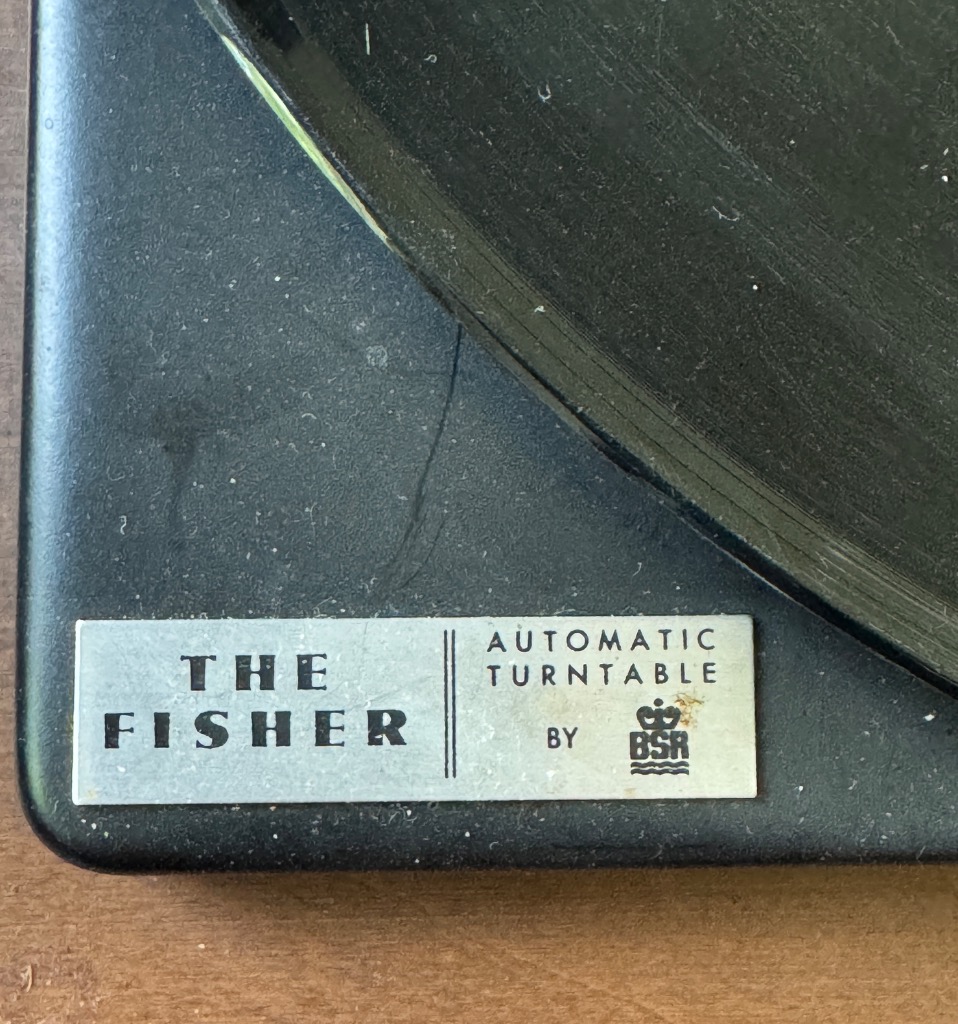 THE
FISHER
AUTOMATIC
TURNTABLE
BY BSR